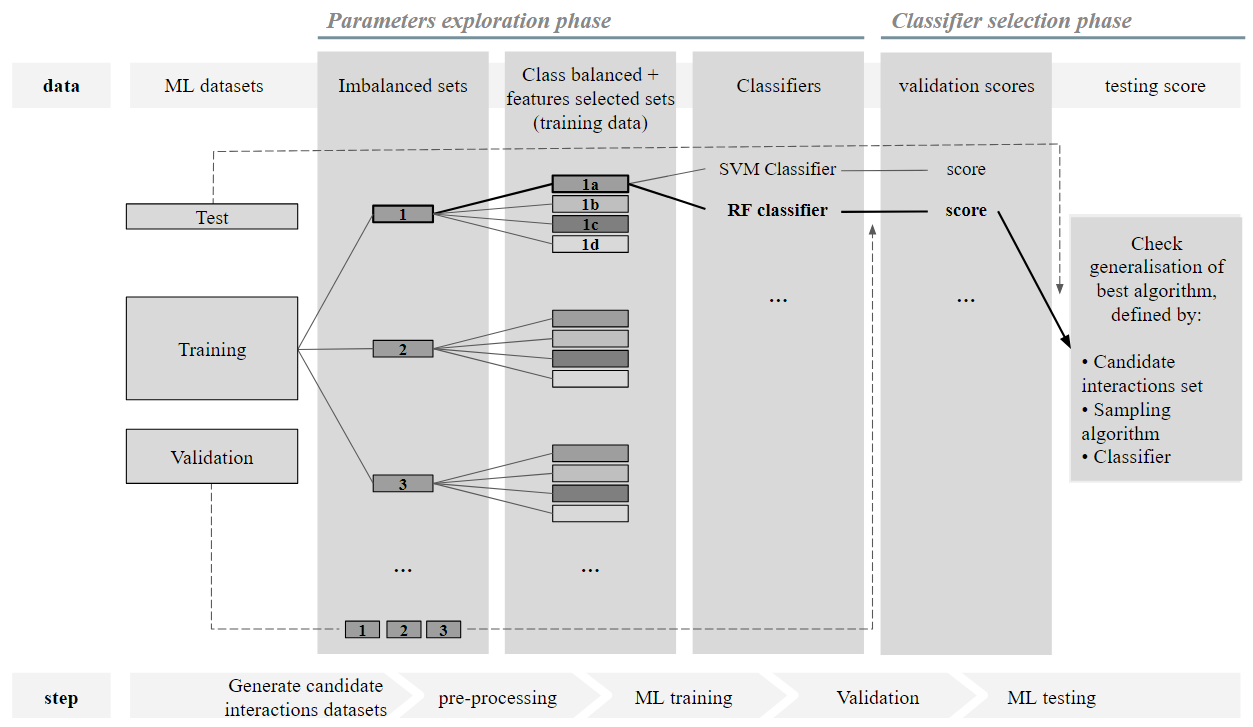 Parameters exploration phase
Classifier selection phase
data
ML datasets
Imbalanced sets
Class balanced +
features selected sets
(training data)
Classifiers
validation scores
testing score
Test
Training
Validation
1
2
3
...
1
2
3
1a
1b
1c
1d
...
SVM Classifier
RF classifier
...
score
score
...
Check
generalisation of
best algorithm,
defined by:
• Candidate
interactions set
• Sampling
algorithm
• Classifier
step
Generate candidate
interactions datasets
pre-processing
ML training
Validation
ML testing